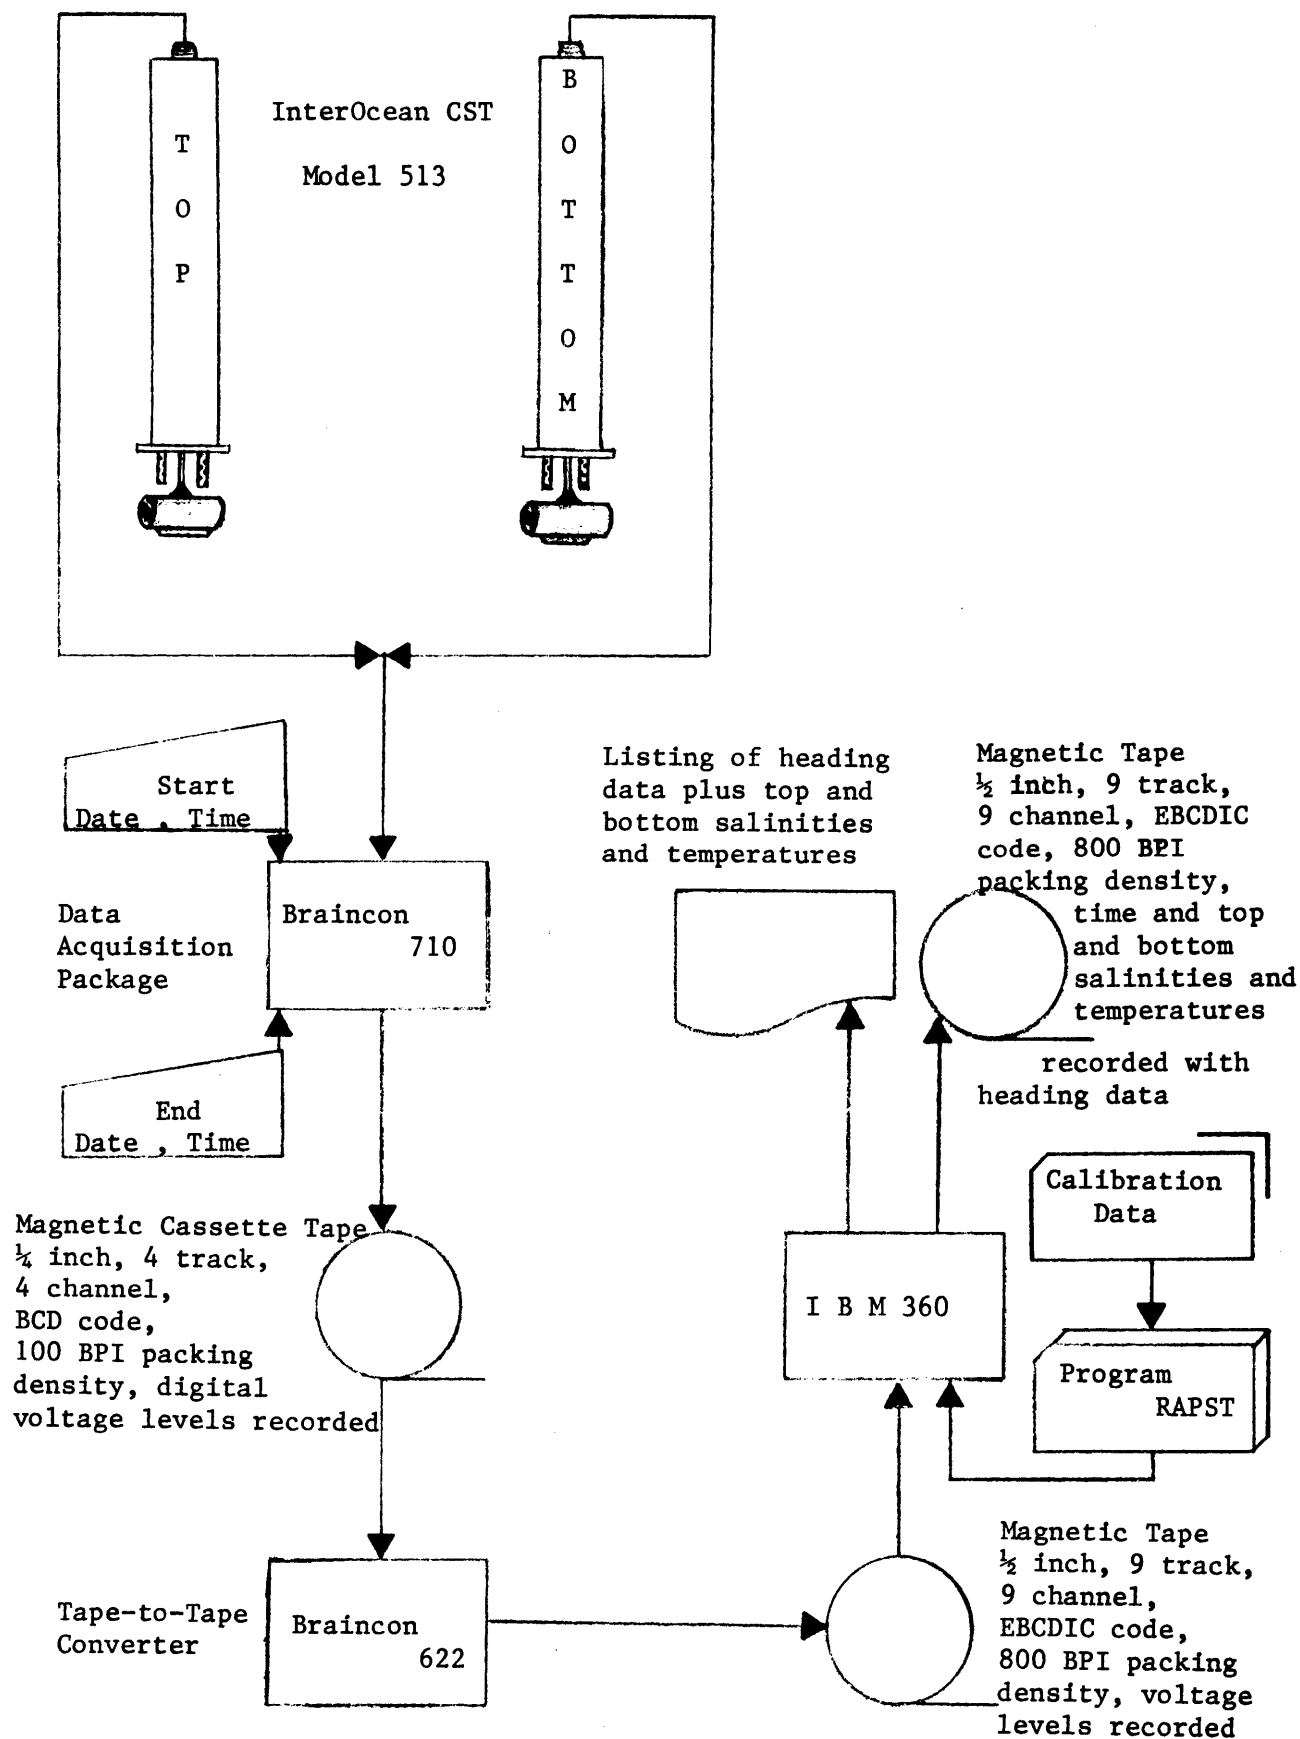 InterOcean CST
Model 513
T
O
P
B
O
T
T
O
M
Start
Date , Time
Data
Acquisition
Package
Braincon
710
End
Date , Time
Magnetic Cassette Tape
¼ inch, 4 track,
4 channel,
BCD code,
100 BPI packing
density, digital
voltage levels recorded
Tape-to-Tape
Converter
Braincon
622
Magnetic Tape
½ inch, 9 track,
9 channel,
EBCDIC code,
800 BPI packing
density, voltage
levels recorded
I B M 360
Calibration
Data
Program
RAPST
Listing of heading
data plus top and
bottom salinities
and temperatures
Magnetic Tape
½ inch, 9 track,
9 channel, EBCDIC
code, 800 BPI
packing density,
time and top
and bottom
salinities and
temperatures
recorded with
heading data